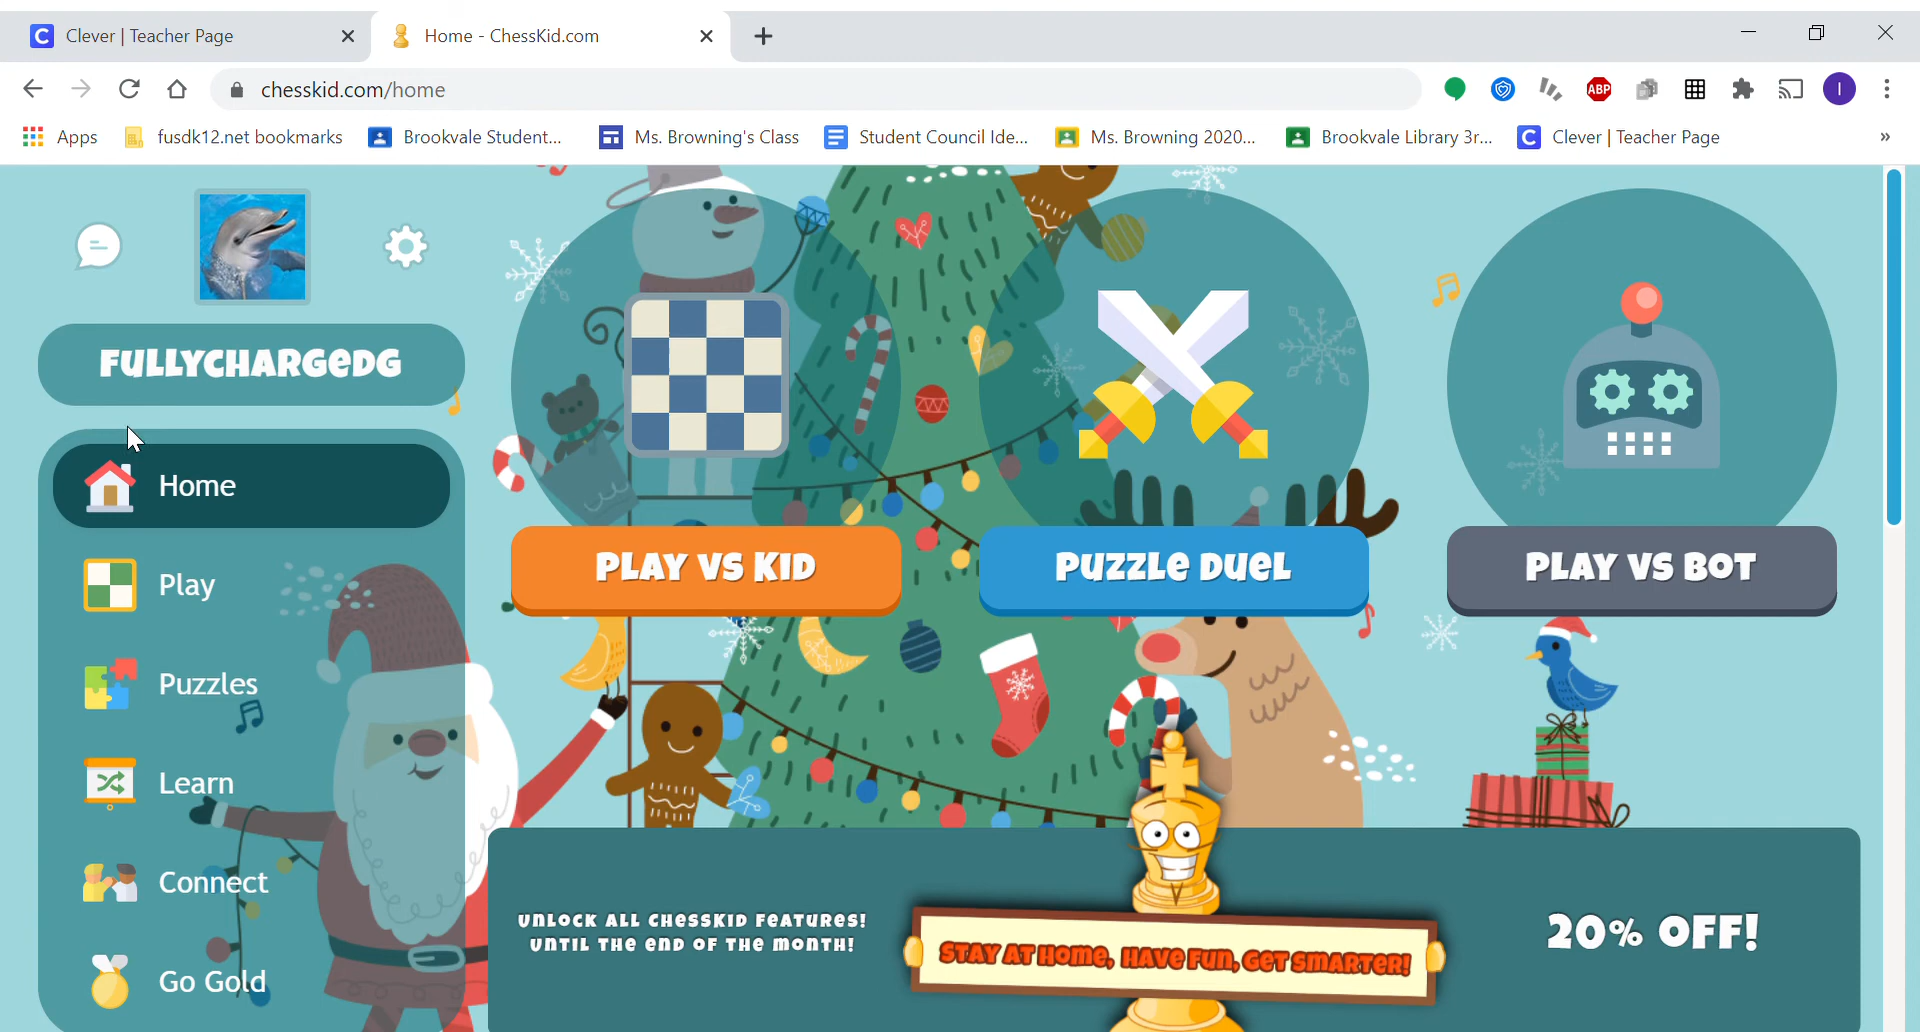 Clever | Teacher Page
Home - ChessKid.com
chesskid.com/home
ABP
I
Apps
fusdk12.net bookmarks
Brookvale Student...
Ms. Browning's Class
Student Council Ide...
Ms. Browning 2020...
Brookvale Library 3r...
C
Clever | Teacher Page
»
FULLYCHARGEDG
Home
Play
Puzzles
Learn
Connect
Go Gold
PLAY VS KID
PUZZLE DUEL
PLAY VS BOT
UNLOCK ALL CHESSKID FEATURES!
UNTIL THE END OF THE MONTH!
STAY AT HOME, HAVE FUN, GET SMARTER!
20% OFF!